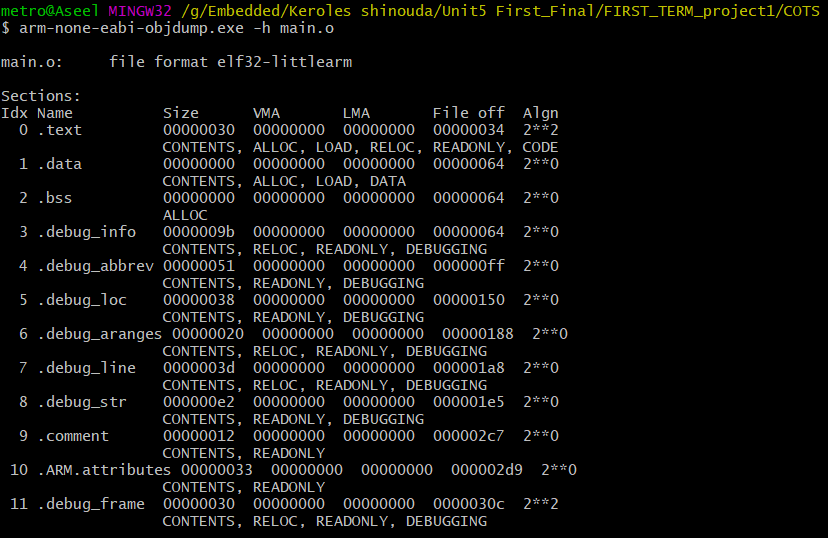 metro@Aseel MINGW32 /g/Embedded/Keroles shinouda/Unit5 First_Final/FIRST_TERM_project1/COTS
$ arm-none-eabi-objdump.exe -h main.o

main.o:     file format elf32-littlearm

Sections:
Idx Name          Size      VMA       LMA       File off  Algn
  0 .text         00000030  00000000  00000000  00000034  2**2
                  CONTENTS, ALLOC, LOAD, RELOC, READONLY, CODE
  1 .data         00000000  00000000  00000000  00000064  2**0
                  CONTENTS, ALLOC, LOAD, DATA
  2 .bss          00000000  00000000  00000000  00000064  2**0
                  ALLOC
  3 .debug_info   0000009b  00000000  00000000  00000064  2**0
                  CONTENTS, RELOC, READONLY, DEBUGGING
  4 .debug_abbrev 00000051  00000000  00000000  000000ff  2**0
                  CONTENTS, READONLY, DEBUGGING
  5 .debug_loc    00000038  00000000  00000000  00000150  2**0
                  CONTENTS, READONLY, DEBUGGING
  6 .debug_aranges 00000020  00000000  00000000  00000188  2**0
                  CONTENTS, RELOC, READONLY, DEBUGGING
  7 .debug_line   0000003d  00000000  00000000  000001a8  2**0
                  CONTENTS, RELOC, READONLY, DEBUGGING
  8 .debug_str    000000e2  00000000  00000000  000001e5  2**0
                  CONTENTS, READONLY, DEBUGGING
  9 .comment      00000012  00000000  00000000  000002c7  2**0
                  CONTENTS, READONLY
 10 .ARM.attributes 00000033  00000000  00000000  000002d9  2**0
                  CONTENTS, READONLY
 11 .debug_frame  00000030  00000000  00000000  0000030c  2**2
                  CONTENTS, RELOC, READONLY, DEBUGGING